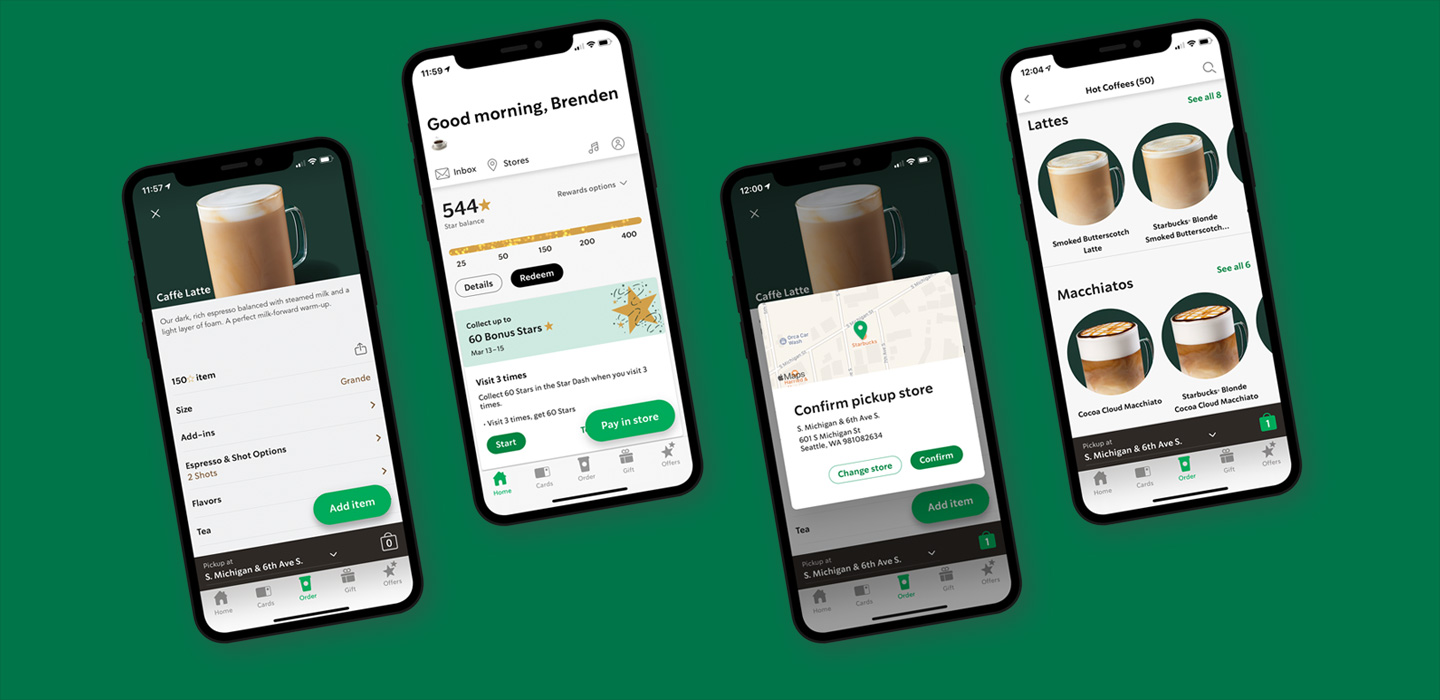 11:57
Caffè Latte
Our dark, rich espresso balanced with steamed milk and a
light layer of foam. A perfect milk-forward warm-up.
150☆ item
Size
Grande
Add-ins
Espresso & Shot Options
2 Shots
Flavors
Tea
Add item
Pickup at
S. Michigan & 6th Ave S.
0
Home
Cards
Order
Gift
Offers
11:59
Good morning, Brenden
Inbox
Stores
544★
Star balance
Rewards options
25
50
150
200
400
Details
Redeem
Collect up to
60 Bonus Stars ★
Mar 13–15
Visit 3 times
Collect 60 Stars in the Star Dash when you visit 3
times.
• Visit 3 times, get 60 Stars
Start
Pay in store
Home
Cards
Order
Gift
Offers
12:00
Caffè Latte
S Michigan St
S Michigan St
Orca Car
Wash
Starbucks
7th Ave S
Maps
Confirm pickup store
S. Michigan & 6th Ave S.
601 S Michigan St
Seattle, WA 981082634
Change store
Confirm
Add item
Tea
Pickup at
S. Michigan & 6th Ave S.
1
Home
Cards
Order
Gift
Offers
12:04
Hot Coffees (50)
Lattes
See all 8
Smoked Butterscotch
Latte
Starbucks® Blonde
Smoked Butterscotch...
Macchiatos
See all 6
Cocoa Cloud Macchiato
Starbucks® Blonde
Cocoa Cloud Macchiato
Pickup at
S. Michigan & 6th Ave S.
1
Home
Cards
Order
Gift
Offers